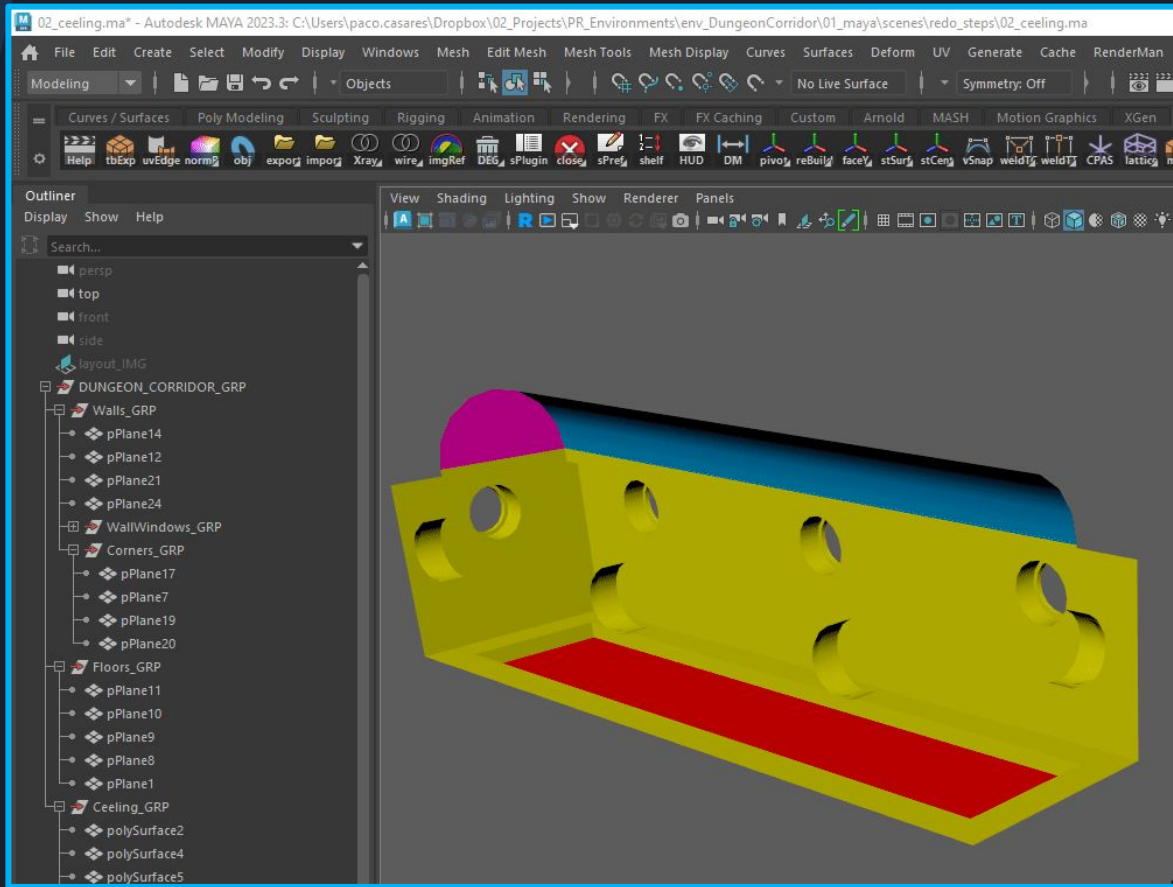 02_ceeling.ma* - Autodesk MAYA 2023.3: C:\Users\paco.casares\Dropbox\02_Projects\PR_Environments\env_DungeonCorridor\01_maya\scenes\redo_steps\02_ceeling.ma
File Edit Create Select Modify Display Windows Mesh Edit Mesh Mesh Tools Mesh Display Curves Surfaces Deform UV Generate Cache RenderMan
Modeling Objects No Live Surface Symmetry: Off
Curves / Surfaces Poly Modeling Sculpting Rigging Animation Rendering FX FX Caching Custom Arnold MASH Motion Graphics XGen
Help tbExp uvEdge obj wire imgRef DEG sPlugin close sPref shelf HUD DM vSnap CPAS
Outliner
Display Show Help
Search...
View Shading Lighting Show Renderer Panels
persp
top
front
side
layout_IMG
DUNGEON_CORRIDOR_GRP
Walls_GRP
pPlane14
pPlane12
pPlane21
pPlane24
WallWindows_GRP
Corners_GRP
pPlane17
pPlane7
pPlane19
pPlane20
Floors_GRP
pPlane11
pPlane10
pPlane9
pPlane8
pPlane1
Ceeling_GRP
polySurface2
polySurface4
polySurface5